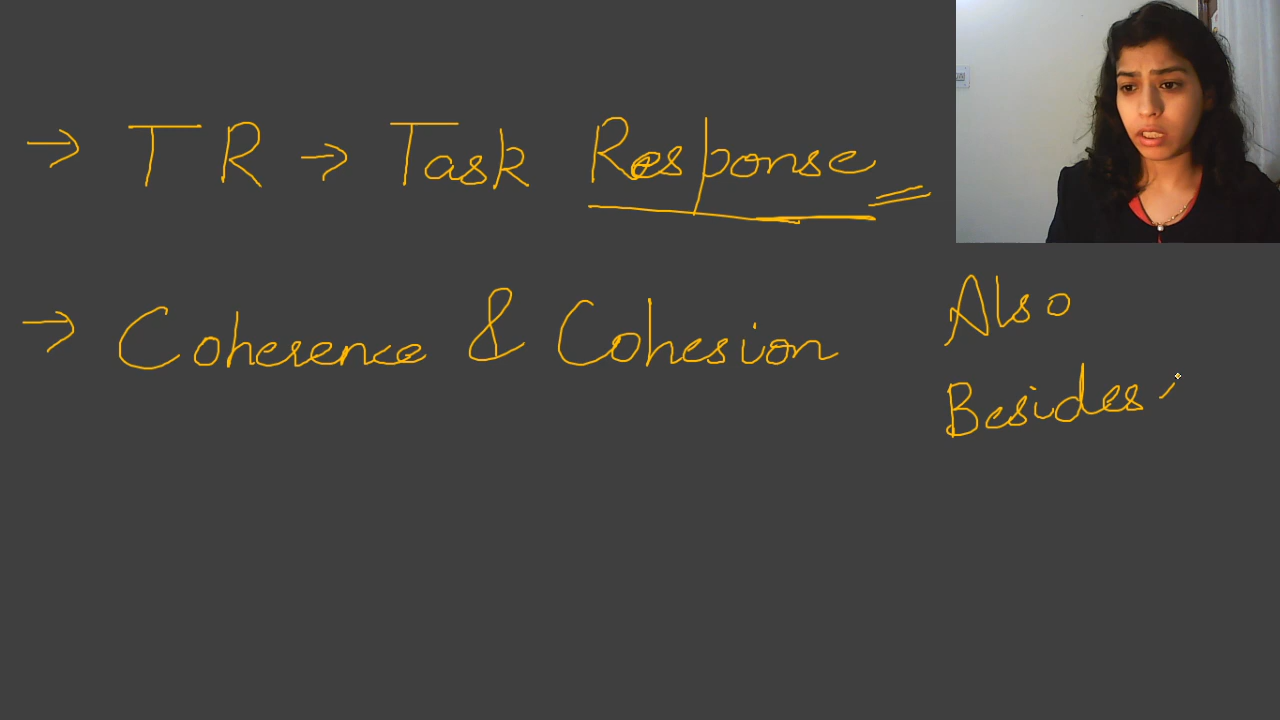 → TR → Task Response
→ Coherence & Cohesion
Also
Besides